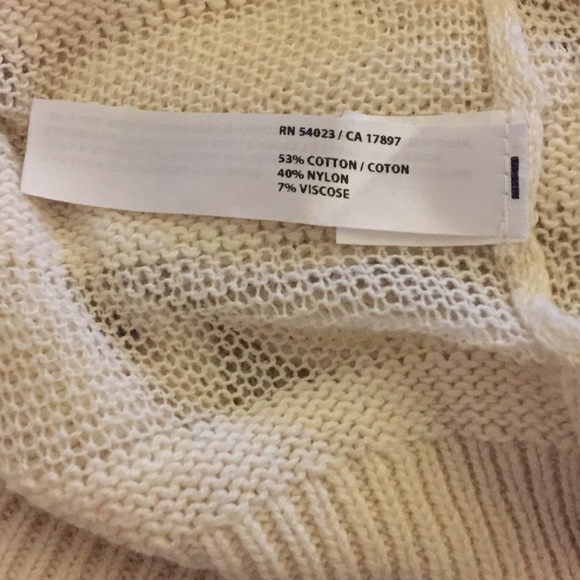 RN 54023 / CA 17897
53% COTTON / COTON
40% NYLON
7% VISCOSE